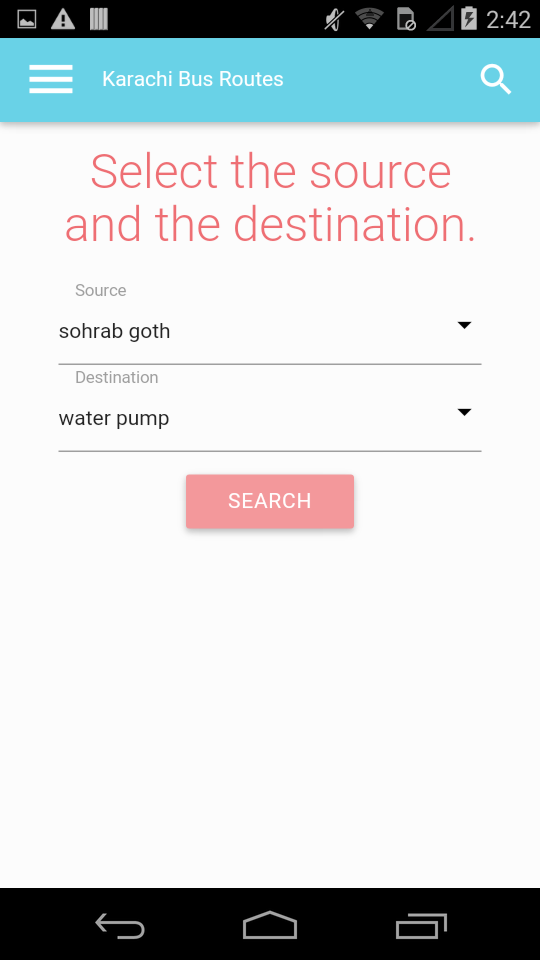 2:42
Karachi Bus Routes
Select the source
and the destination.
Source
sohrab goth
Destination
water pump
SEARCH